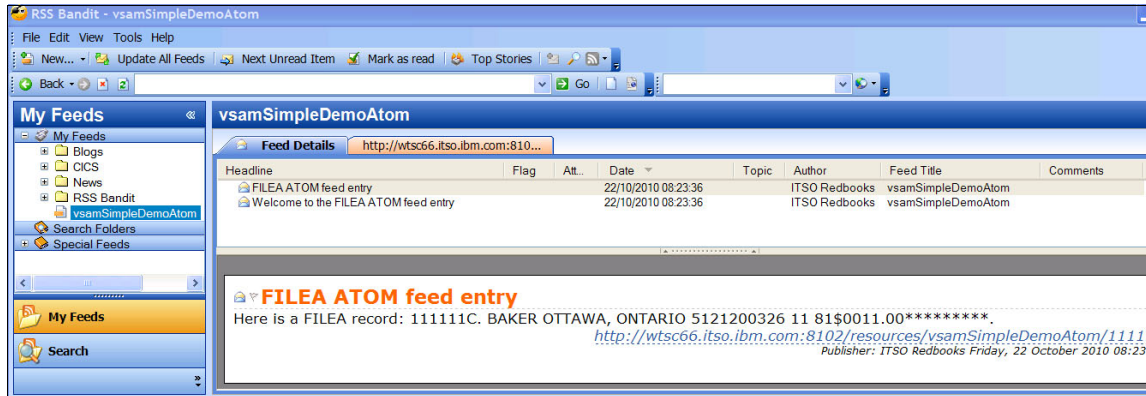 RSS Bandit - vsamSimpleDemoAtom
File Edit View Tools Help
New... Update All Feeds Next Unread Item Mark as read Top Stories
Back Go
My Feeds
vsamSimpleDemoAtom
My Feeds
Blogs
CICS
News
RSS Bandit
vsamSimpleDemoAtom
Search Folders
Special Feeds
My Feeds
Search
Feed Details http://wtsc66.itso.ibm.com:810...
Headline Flag Att... Date Topic Author Feed Title Comments
FILEA ATOM feed entry 22/10/2010 08:23:36 ITSO Redbooks vsamSimpleDemoAtom
Welcome to the FILEA ATOM feed entry 22/10/2010 08:23:36 ITSO Redbooks vsamSimpleDemoAtom
FILEA ATOM feed entry
Here is a FILEA record: 111111C. BAKER OTTAWA, ONTARIO 5121200326 11 81$0011.00*********.
http://wtsc66.itso.ibm.com:8102/resources/vsamSimpleDemoAtom/1111
Publisher: ITSO Redbooks Friday, 22 October 2010 08:23